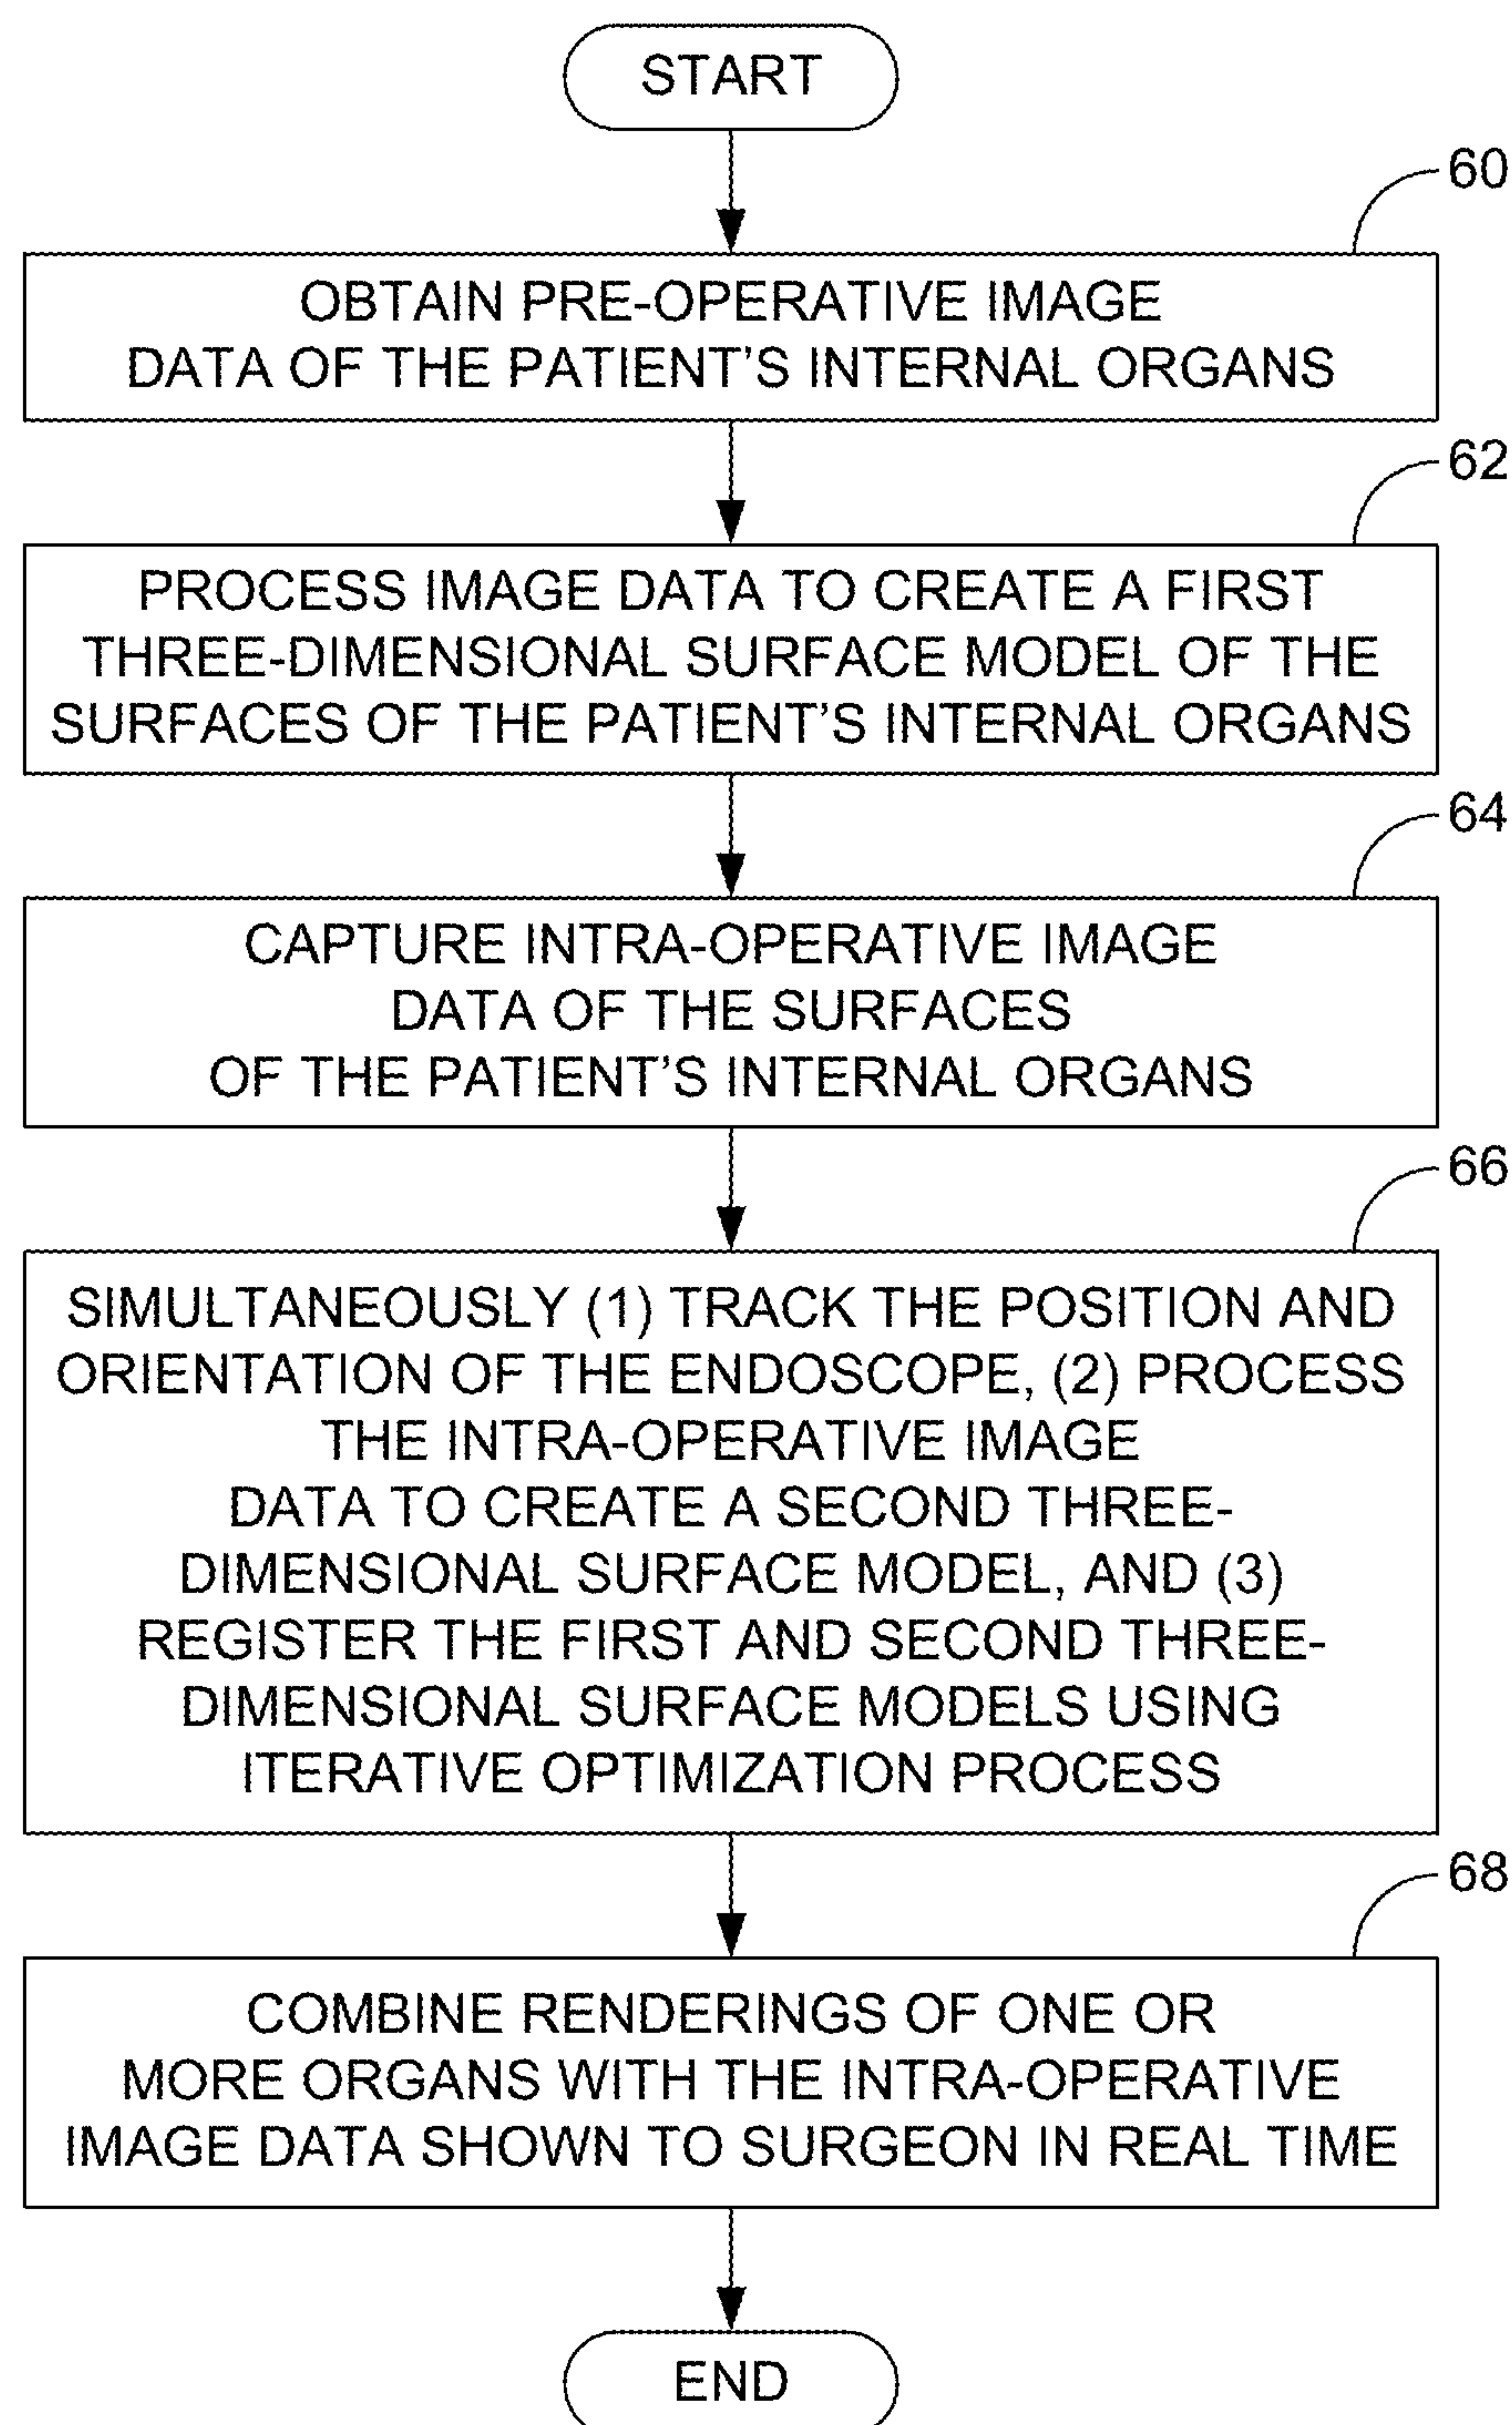 START
60
OBTAIN PRE-OPERATIVE IMAGE
DATA OF THE PATIENT'S INTERNAL ORGANS
62
PROCESS IMAGE DATA TO CREATE A FIRST
THREE-DIMENSIONAL SURFACE MODEL OF THE
SURFACES OF THE PATIENT'S INTERNAL ORGANS
64
CAPTURE INTRA-OPERATIVE IMAGE
DATA OF THE SURFACES
OF THE PATIENT'S INTERNAL ORGANS
66
SIMULTANEOUSLY (1) TRACK THE POSITION AND
ORIENTATION OF THE ENDOSCOPE, (2) PROCESS
THE INTRA-OPERATIVE IMAGE
DATA TO CREATE A SECOND THREE-
DIMENSIONAL SURFACE MODEL, AND (3)
REGISTER THE FIRST AND SECOND THREE-
DIMENSIONAL SURFACE MODELS USING
ITERATIVE OPTIMIZATION PROCESS
68
COMBINE RENDERINGS OF ONE OR
MORE ORGANS WITH THE INTRA-OPERATIVE
IMAGE DATA SHOWN TO SURGEON IN REAL TIME
END